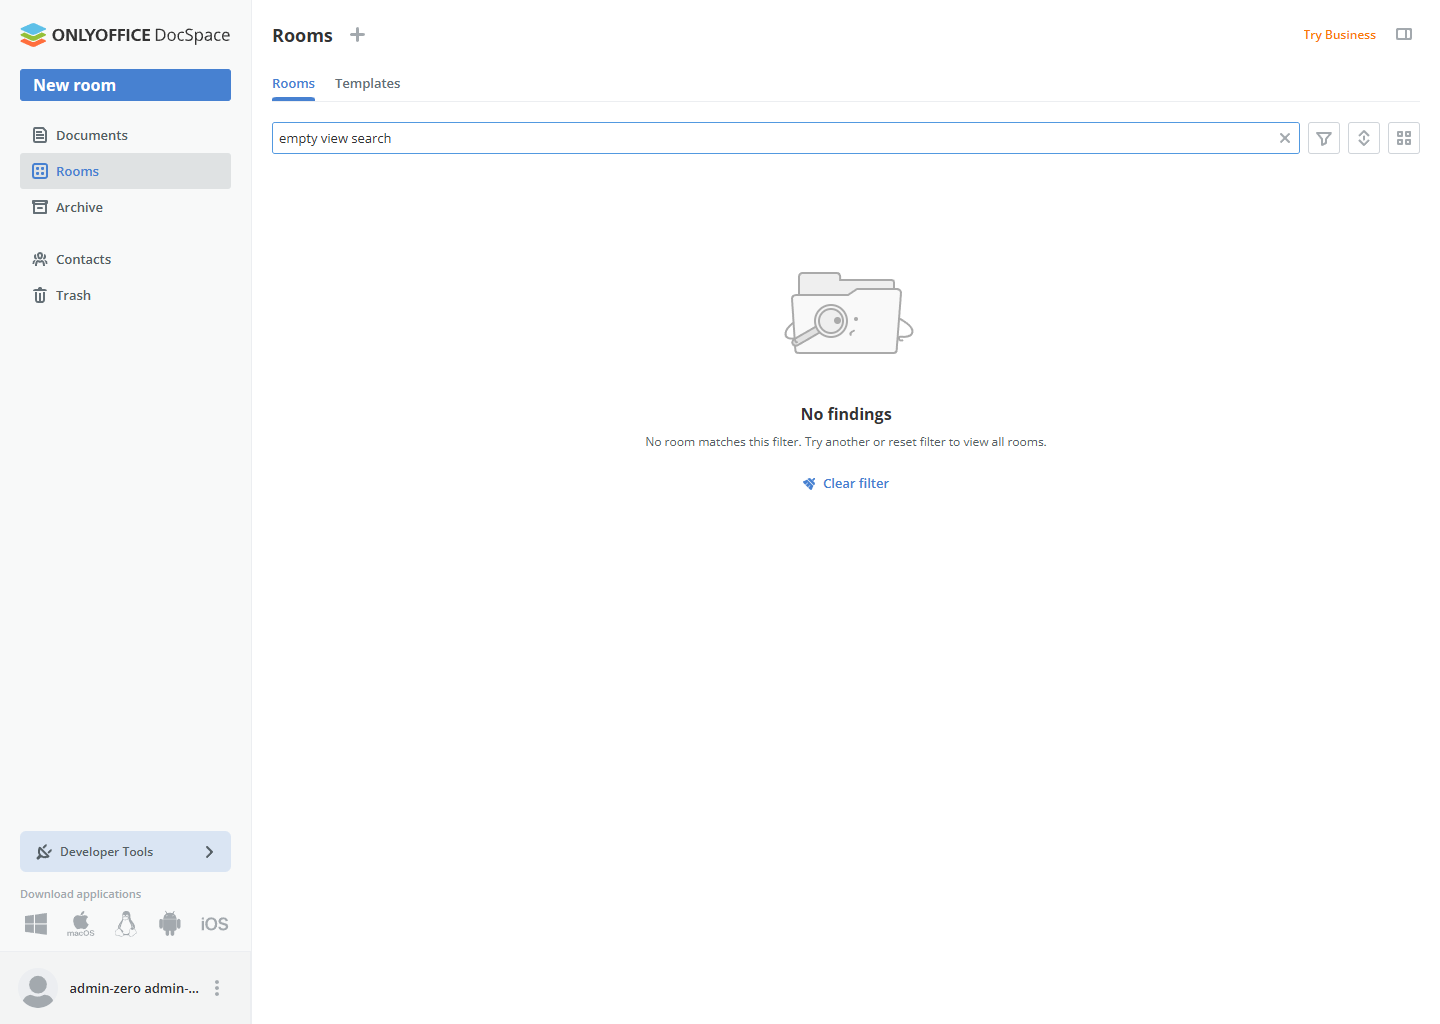 ONLYOFFICE DocSpace
New room
Documents
Rooms
Archive
Contacts
Trash
Developer Tools
Download applications
macOS
iOS
admin-zero admin-...
Rooms
Try Business
Rooms Templates
empty view search
No findings
No room matches this filter. Try another or reset filter to view all rooms.
Clear filter